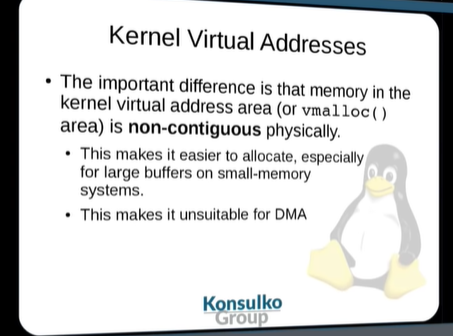 Kernel Virtual Addresses
• The important difference is that memory in the
kernel virtual address area (or vmalloc()
area) is non-contiguous physically.
• This makes it easier to allocate, especially
for large buffers on small-memory
systems.
• This makes it unsuitable for DMA
Konsulko
Group